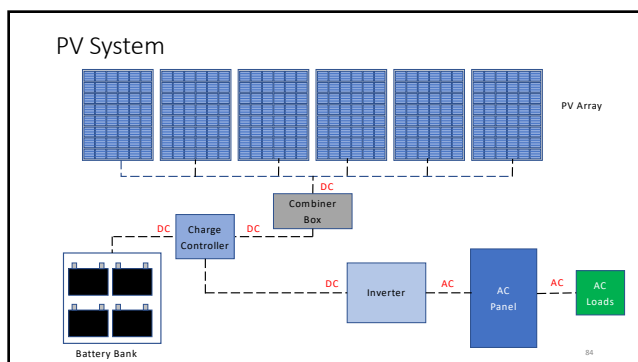 PV System
PV Array
DC
Combiner
Box
DC
Charge
Controller
DC
DC
Inverter
AC
AC
Panel
AC
AC
Loads
Battery Bank
84